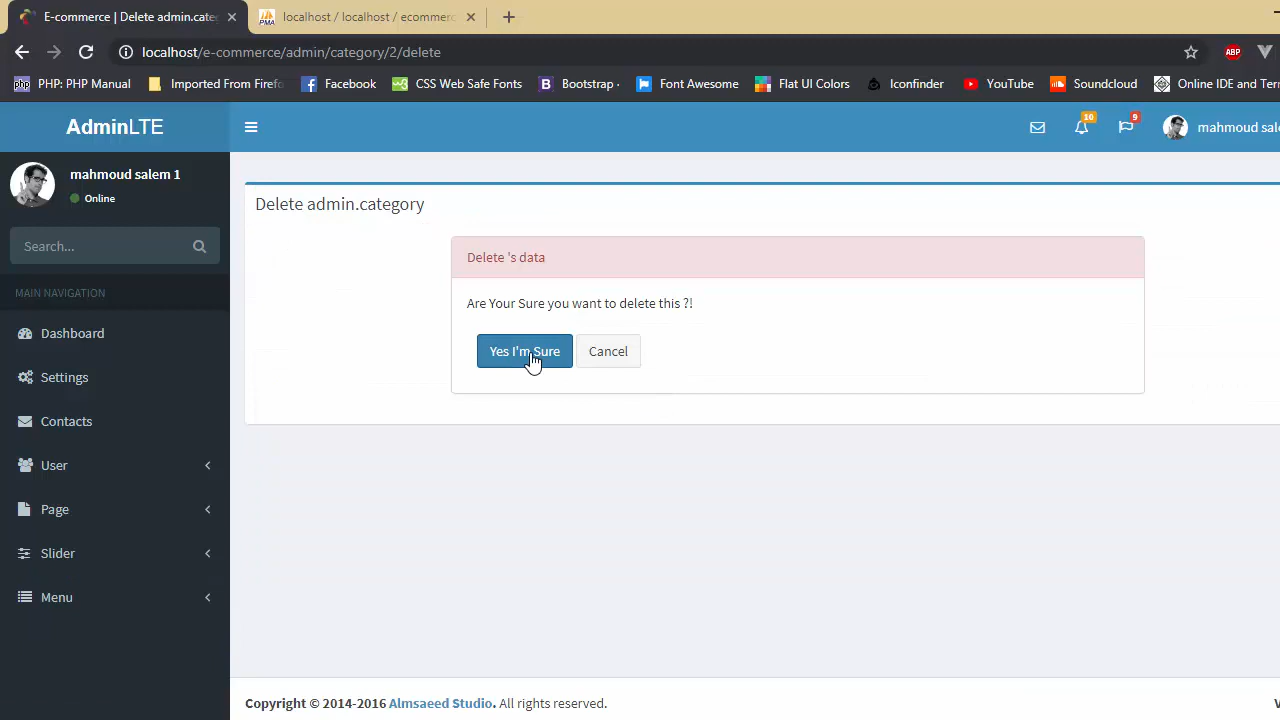 E-commerce | Delete admin.cate
localhost / localhost / ecommerc
localhost/e-commerce/admin/category/2/delete
ABP
PHP: PHP Manual
Imported From Firefo
Facebook
CSS Web Safe Fonts
Bootstrap ·
Font Awesome
Flat UI Colors
Iconfinder
YouTube
Soundcloud
Online IDE and Terr
AdminLTE
10
9
mahmoud sale
mahmoud salem 1
Online
Search...
MAIN NAVIGATION
Dashboard
Settings
Contacts
User
Page
Slider
Menu
Delete admin.category
Delete 's data
Are Your Sure you want to delete this ?!
Yes I'm Sure
Cancel
Copyright © 2014-2016 Almsaeed Studio. All rights reserved.